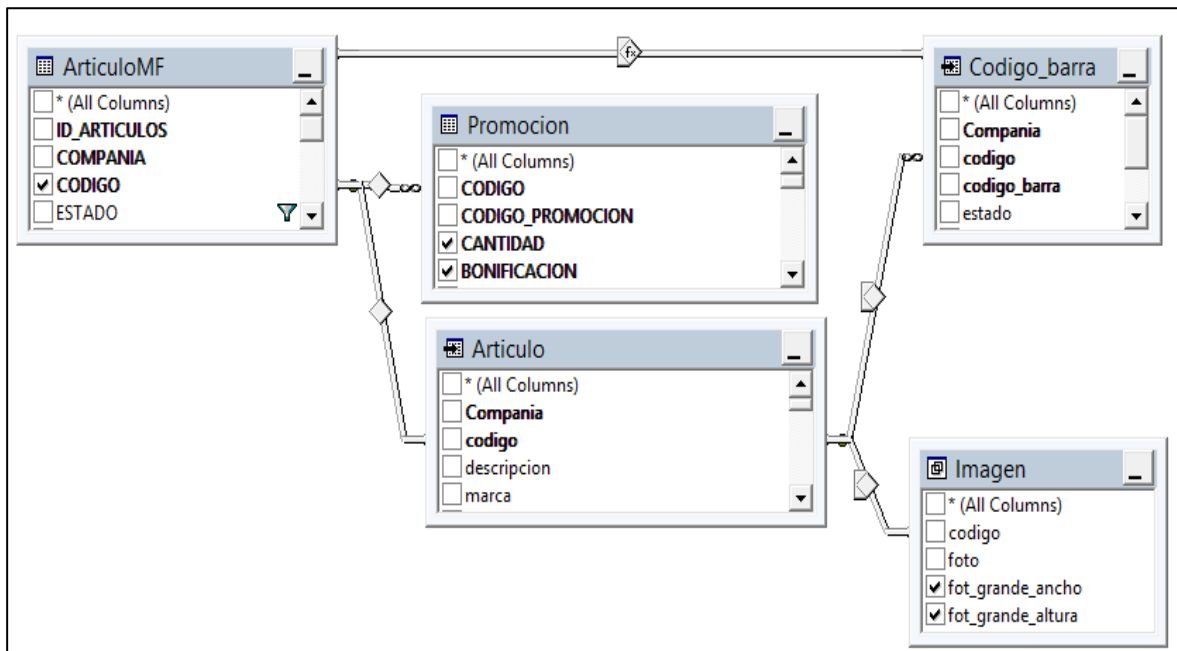 ArticuloMF
* (All Columns)
ID_ARTICULOS
COMPANIA
CODIGO
ESTADO
fx
Promocion
* (All Columns)
CODIGO
CODIGO_PROMOCION
CANTIDAD
BONIFICACION
Codigo_barra
* (All Columns)
Compania
codigo
codigo_barra
estado
Articulo
* (All Columns)
Compania
codigo
descripcion
marca
Imagen
* (All Columns)
codigo
foto
fot_grande_ancho
fot_grande_altura